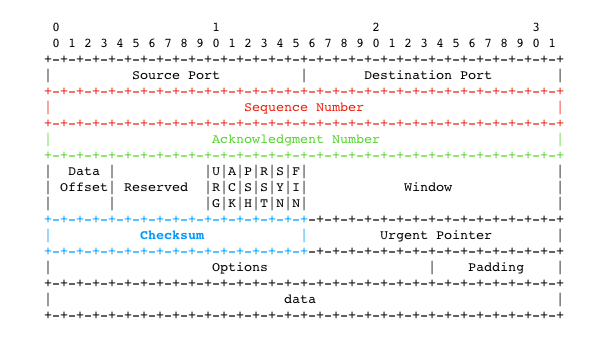 0                   1                   2                   3
 0 1 2 3 4 5 6 7 8 9 0 1 2 3 4 5 6 7 8 9 0 1 2 3 4 5 6 7 8 9 0 1
+-+-+-+-+-+-+-+-+-+-+-+-+-+-+-+-+-+-+-+-+-+-+-+-+-+-+-+-+-+-+-+-+
|          Source Port          |       Destination Port        |
+-+-+-+-+-+-+-+-+-+-+-+-+-+-+-+-+-+-+-+-+-+-+-+-+-+-+-+-+-+-+-+-+
|                        Sequence Number                        |
+-+-+-+-+-+-+-+-+-+-+-+-+-+-+-+-+-+-+-+-+-+-+-+-+-+-+-+-+-+-+-+-+
|                    Acknowledgment Number                      |
+-+-+-+-+-+-+-+-+-+-+-+-+-+-+-+-+-+-+-+-+-+-+-+-+-+-+-+-+-+-+-+-+
|  Data |           |U|A|P|R|S|F|                               |
| Offset| Reserved  |R|C|S|S|Y|I|            Window             |
|       |           |G|K|H|T|N|N|                               |
+-+-+-+-+-+-+-+-+-+-+-+-+-+-+-+-+-+-+-+-+-+-+-+-+-+-+-+-+-+-+-+-+
|           Checksum            |         Urgent Pointer        |
+-+-+-+-+-+-+-+-+-+-+-+-+-+-+-+-+-+-+-+-+-+-+-+-+-+-+-+-+-+-+-+-+
|                    Options                    |    Padding    |
+-+-+-+-+-+-+-+-+-+-+-+-+-+-+-+-+-+-+-+-+-+-+-+-+-+-+-+-+-+-+-+-+
|                             data                              |
+-+-+-+-+-+-+-+-+-+-+-+-+-+-+-+-+-+-+-+-+-+-+-+-+-+-+-+-+-+-+-+-+